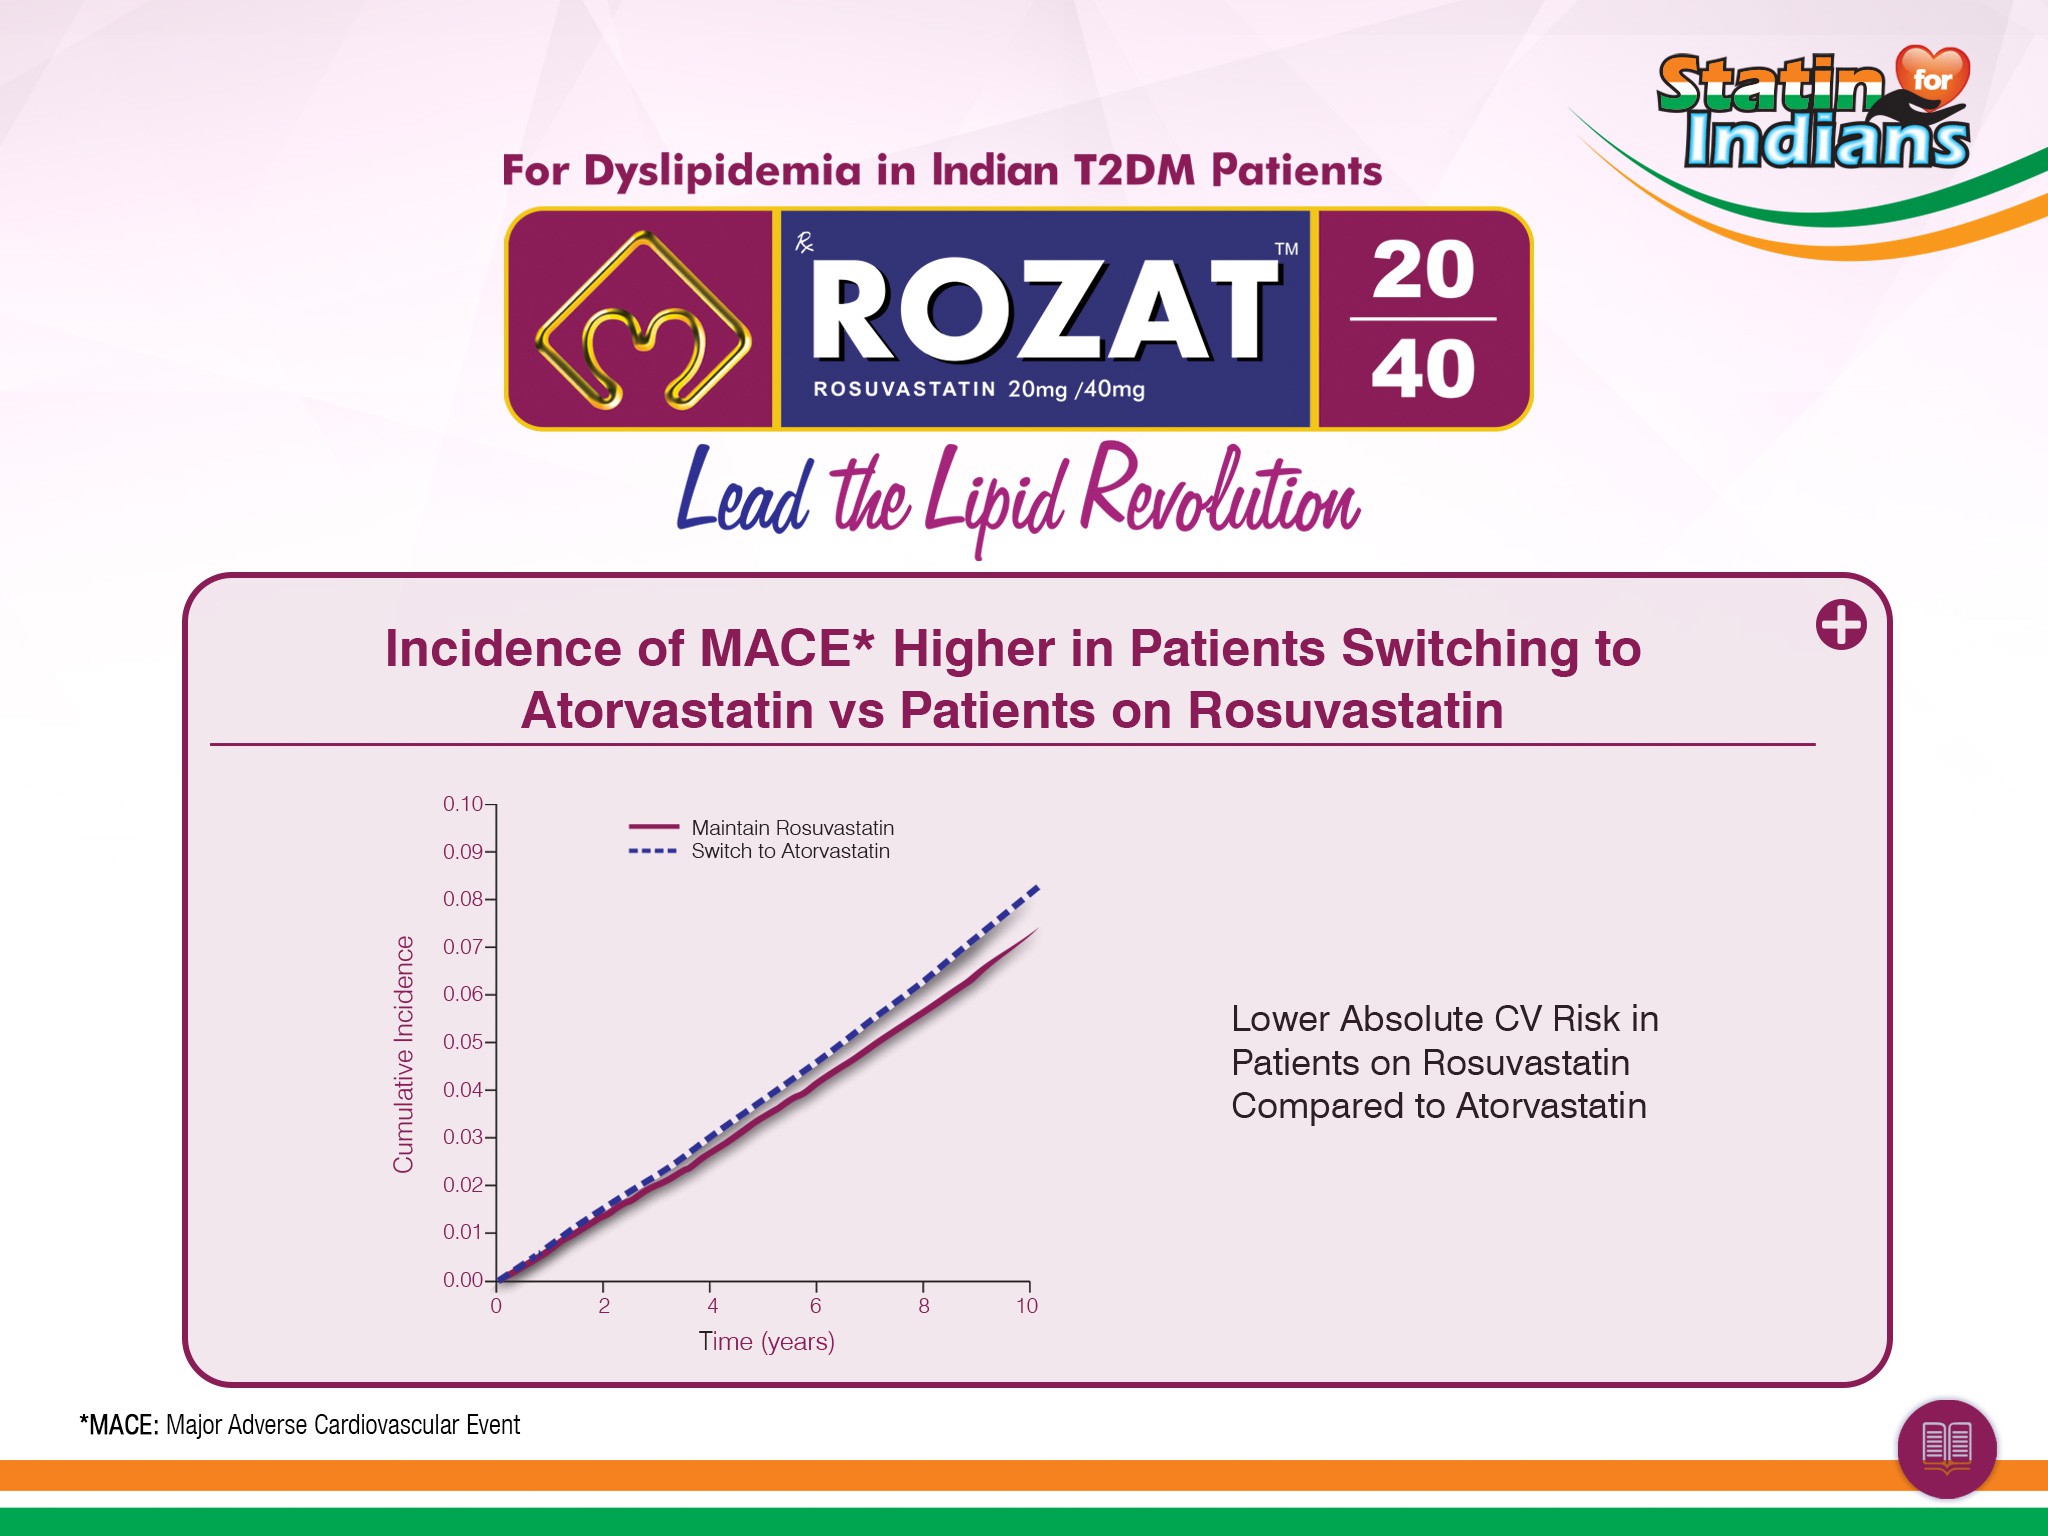 Statin for
Indians
For Dyslipidemia in Indian T2DM Patients
Rx
ROZAT™
ROSUVASTATIN 20mg /40mg
20
40
Lead the Lipid Revolution
Incidence of MACE* Higher in Patients Switching to
Atorvastatin vs Patients on Rosuvastatin
Maintain Rosuvastatin
Switch to Atorvastatin
Cumulative Incidence
0.10
0.09
0.08
0.07
0.06
0.05
0.04
0.03
0.02
0.01
0.00
0 2 4 6 8 10
Time (years)
Lower Absolute CV Risk in
Patients on Rosuvastatin
Compared to Atorvastatin
*MACE: Major Adverse Cardiovascular Event